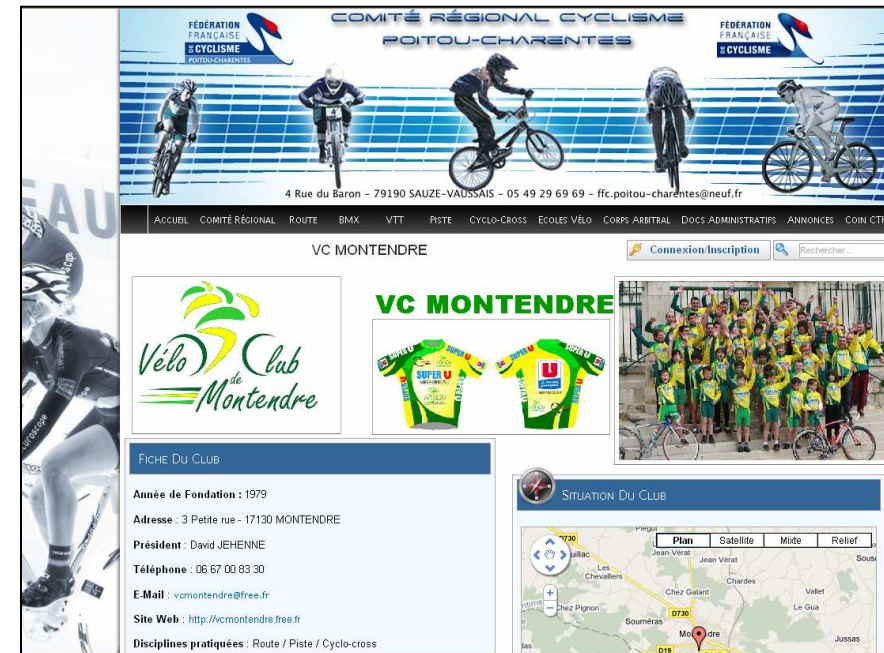 COMITÉ RÉGIONAL CYCLISME
POITOU-CHARENTES
FÉDÉRATION
FRANÇAISE
DE CYCLISME
POITOU-CHARENTES
FÉDÉRATION
FRANÇAISE
DE CYCLISME
4
4 Rue du Baron - 79190 SAUZE-VAUSSAIS - 05 49 29 69 69 - ffc.poitou-charentes@neuf.fr
ACCUEIL COMITÉ RÉGIONAL ROUTE BMX VTT PISTE CYCLO-CROSS ECOLES VÉLO CORPS ARBITRAL DOCS ADMINISTRATIFS ANNONCES COIN CTR
VC MONTENDRE
Connexion/Inscription
Rechercher...
Vélo Club
de
Montendre
VC MONTENDRE
SUPER U
SUPER U
SUPER U
U
FICHE DU CLUB
Année de Fondation : 1979
Adresse : 3 Petite rue - 17130 MONTENDRE
Président : David JEHENNE
Téléphone : 06 67 00 83 30
E-Mail : vcmontendre@free.fr
Site Web : http://vcmontendre.free.fr
Disciplines pratiquées : Route / Piste / Cyclo-cross
SITUATION DU CLUB
Plan Satellite Mixte Relief
D730
Jean-Vérat
Jean Vérat
Les
Chevaliers
Chardes
Chez Galant
Vallet
Chez Pignon
Le Gua
D730
Souméras
Jussas
D19